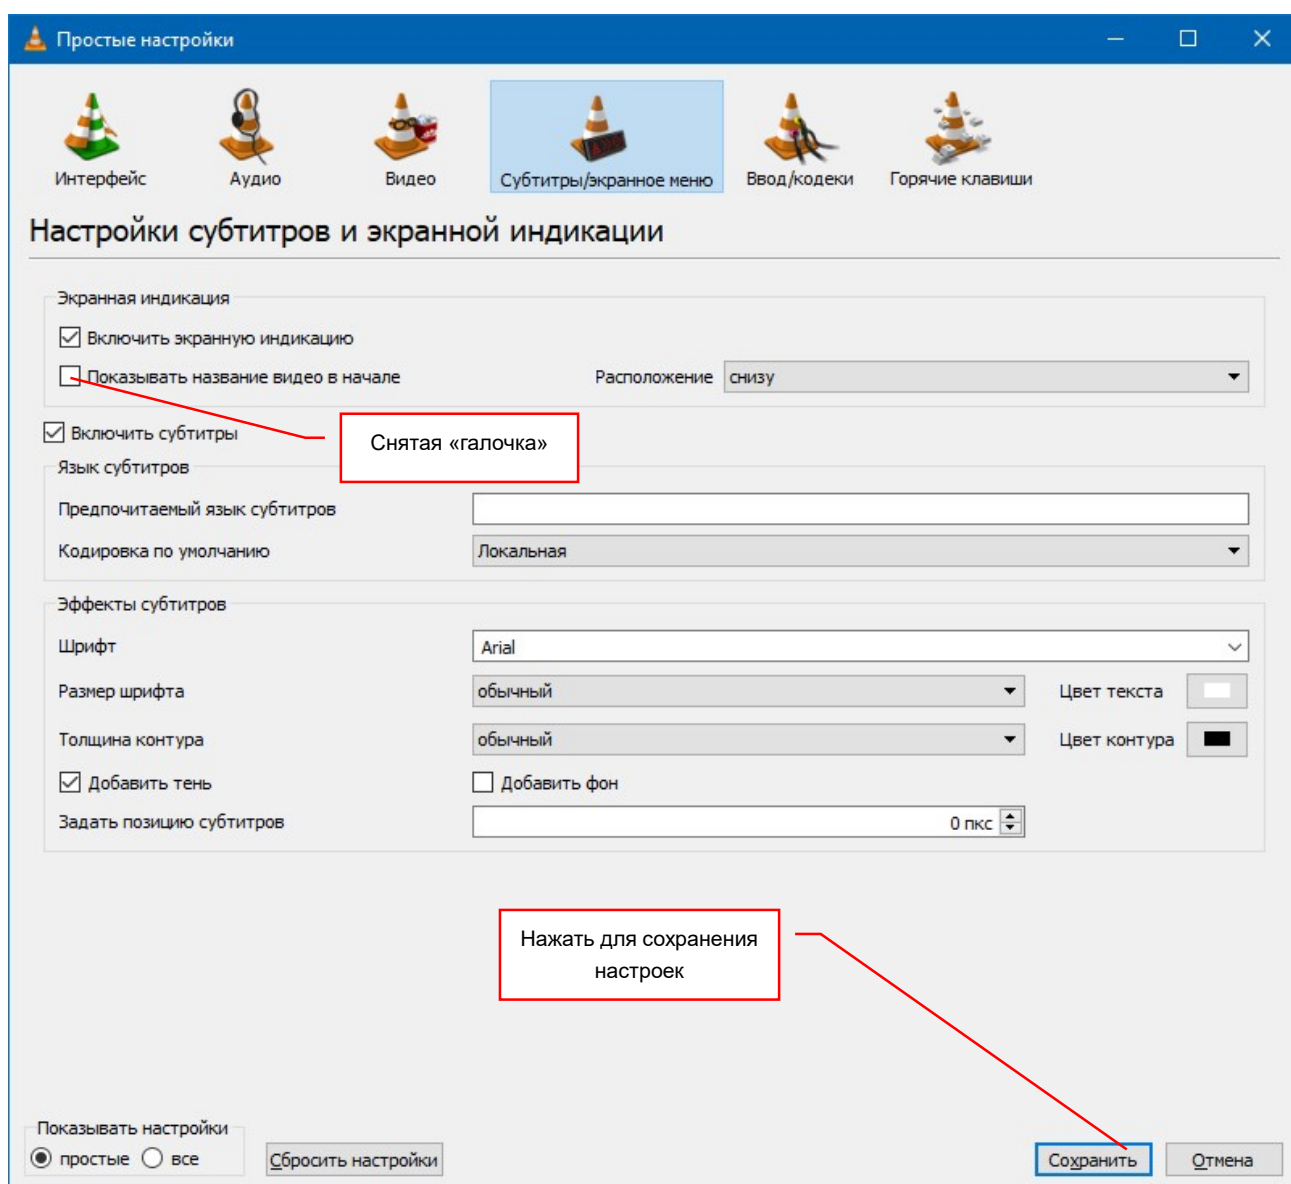 Простые настройки
Интерфейс Аудио Видео Субтитры/экранное меню Ввод/кодеки Горячие клавиши
Настройки субтитров и экранной индикации
Экранная индикация
Включить экранную индикацию
Показывать название видео в начале Расположение снизу
Включить субтитры
Снятая «галочка»
Язык субтитров
Предпочитаемый язык субтитров
Кодировка по умолчанию Локальная
Эффекты субтитров
Шрифт Arial
Размер шрифта обычный Цвет текста
Толщина контура обычный Цвет контура
Добавить тень Добавить фон
Задать позицию субтитров 0 пкс
Нажать для сохранения
настроек
Показывать настройки
простые все Сбросить настройки Сохранить Отмена